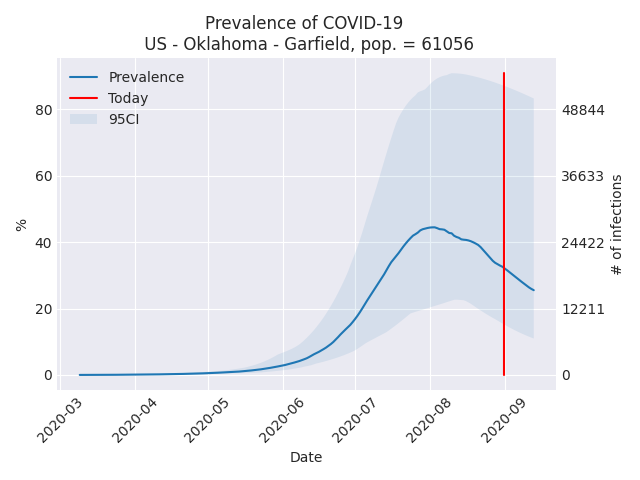 Prevalence of COVID-19
US - Oklahoma - Garfield, pop. = 61056
Prevalence
Today
95CI
%
80
60
40
20
0
48844
36633
24422
12211
0
# of infections
2020-03
2020-04
2020-05
2020-06
2020-07
2020-08
2020-09
Date